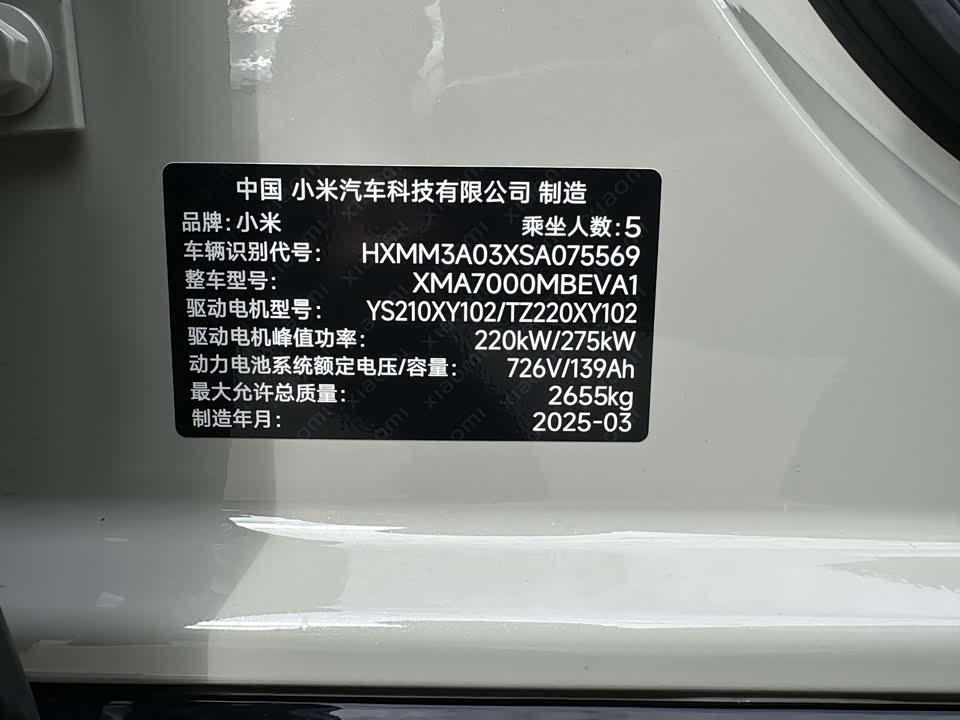 中国 小米汽车科技有限公司 制造
品牌：小米 乘坐人数：5
车辆识别代号： HXMM3A03XSA075569
整车型号： XMA7000MBEVA1
驱动电机型号： YS210XY102/TZ220XY102
驱动电机峰值功率： 220kW/275kW
动力电池系统额定电压/容量： 726V/139Ah
最大允许总质量： 2655kg
制造年月： 2025-03